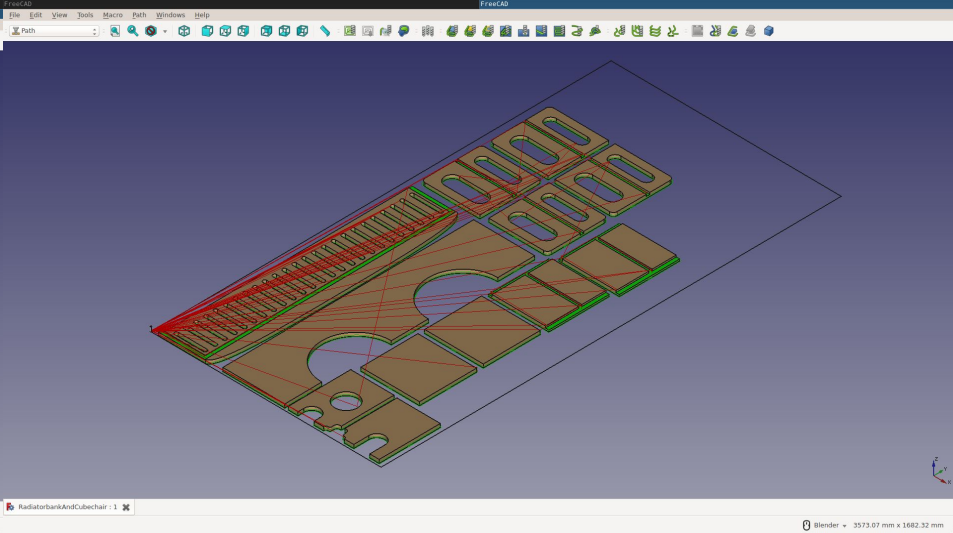 FreeCAD
FreeCAD
File Edit View Tools Macro Path Windows Help
Path
1
Z
Y
X
RadiatorbankAndCubechair : 1
Blender 3573.07 mm x 1682.32 mm